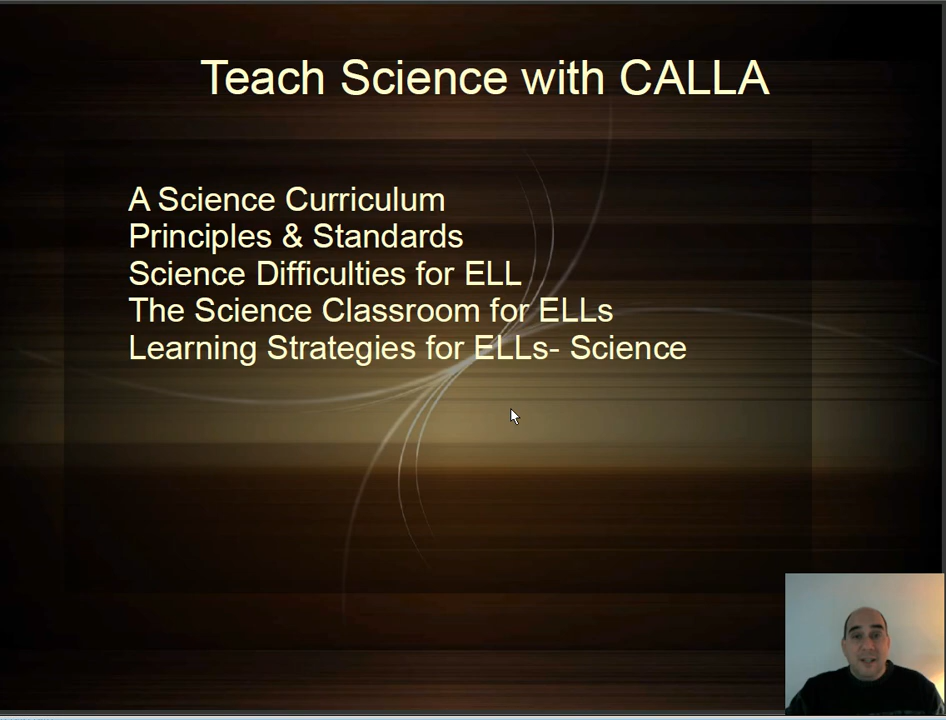 Teach Science with CALLA
A Science Curriculum
Principles & Standards
Science Difficulties for ELL
The Science Classroom for ELLs
Learning Strategies for ELLs- Science